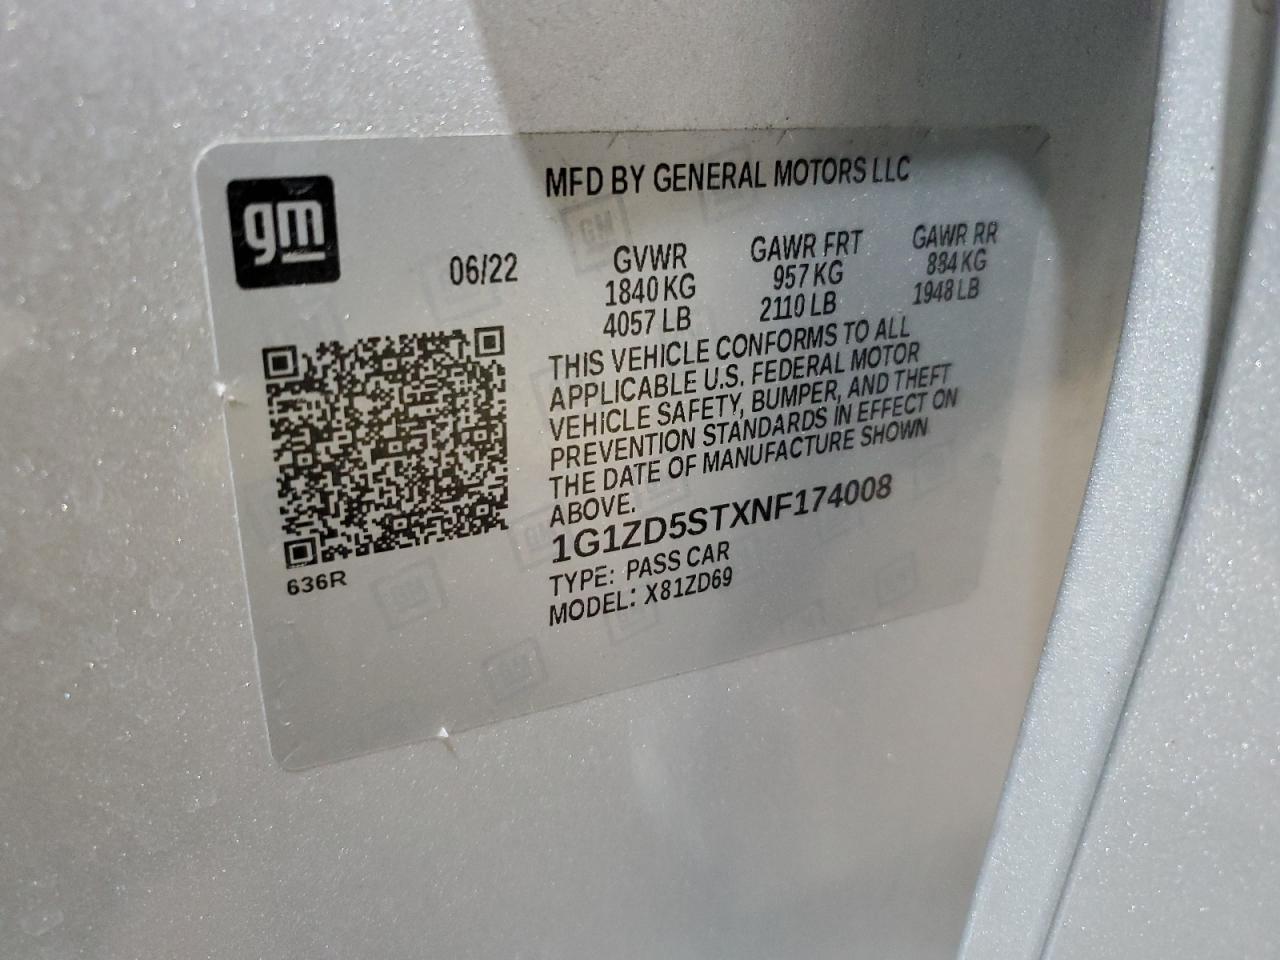 gm
MFD BY GENERAL MOTORS LLC
06/22
GVWR
1840 KG
4057 LB
GAWR FRT
957 KG
2110 LB
GAWR RR
884 KG
1948 LB
THIS VEHICLE CONFORMS TO ALL
APPLICABLE U.S. FEDERAL MOTOR
VEHICLE SAFETY, BUMPER, AND THEFT
PREVENTION STANDARDS IN EFFECT ON
THE DATE OF MANUFACTURE SHOWN
ABOVE.
1G1ZD5STXNF174008
TYPE: PASS CAR
MODEL: X81ZD69
636R